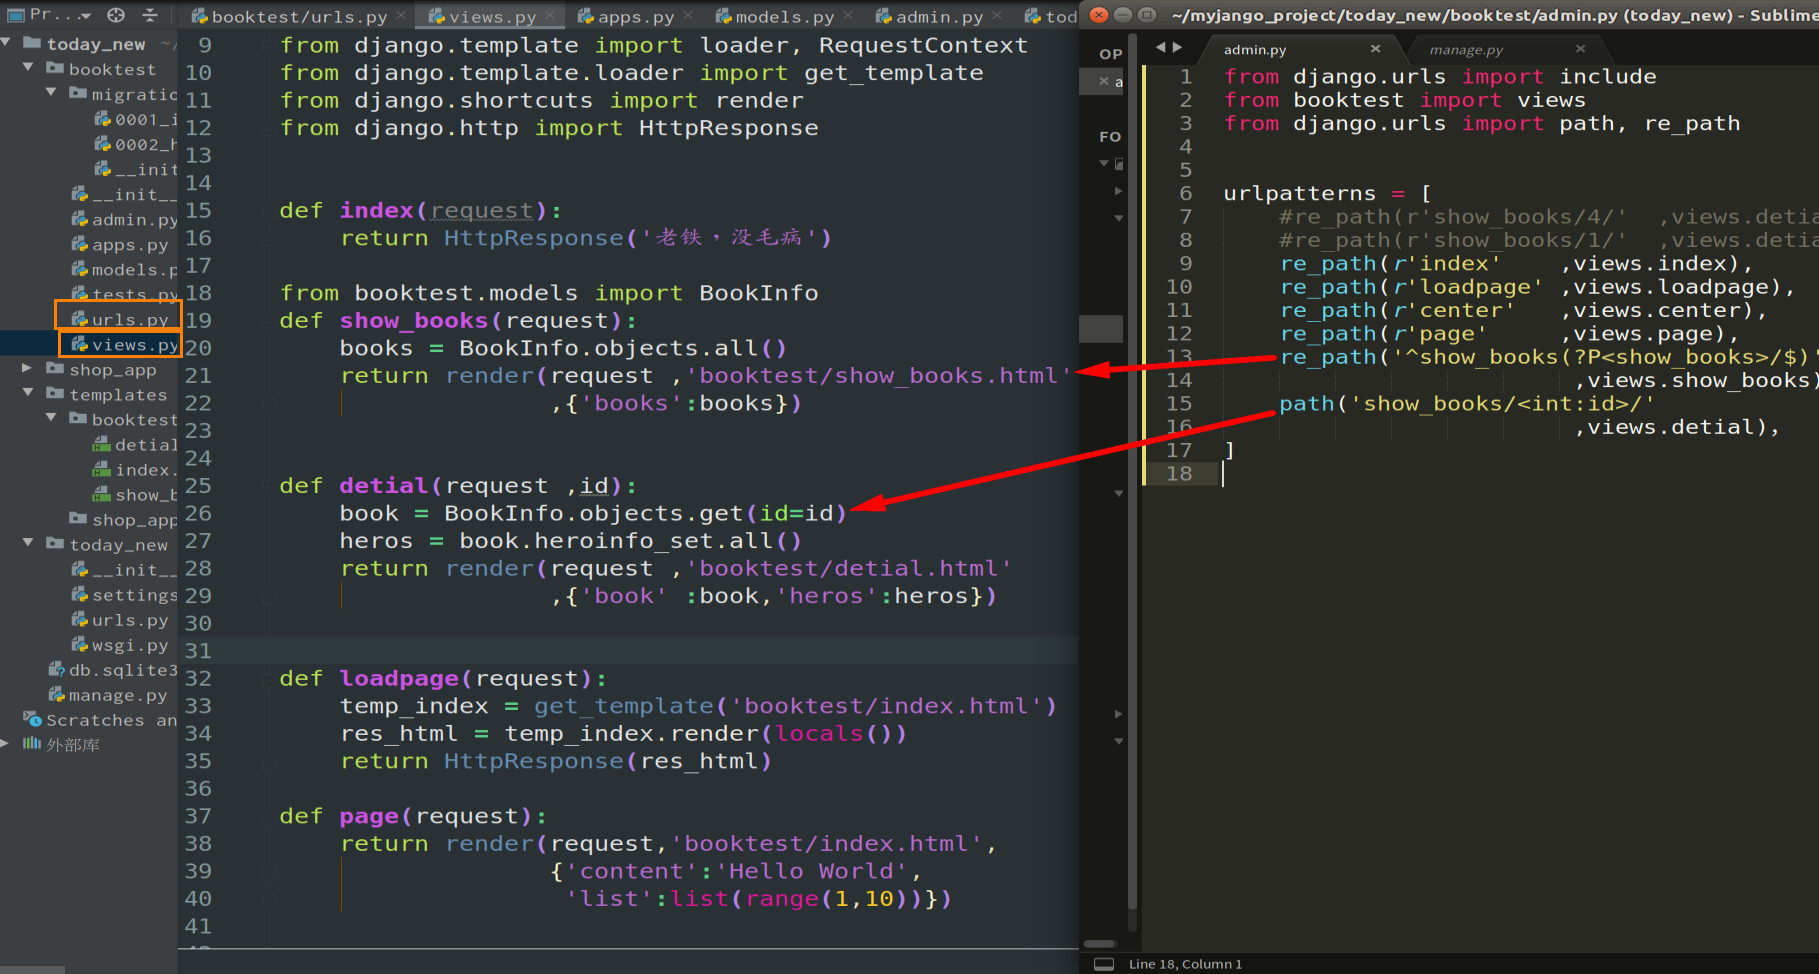 Pr...
today_new ~/
booktest
migratio
0001_i
0002_h
__init
__init__
admin.py
apps.py
models.p
tests.py
urls.py
views.py
shop_app
templates
booktest
detial
index.
show_b
shop_app
today_new
__init__
settings
urls.py
wsgi.py
db.sqlite3
manage.py
Scratches an
外部库
booktest/urls.py × views.py × apps.py × models.py × admin.py × tod
9 from django.template import loader, RequestContext
10 from django.template.loader import get_template
11 from django.shortcuts import render
12 from django.http import HttpResponse
13
14
15 def index(request):
16 return HttpResponse('老铁，没毛病')
17
18 from booktest.models import BookInfo
19 def show_books(request):
20 books = BookInfo.objects.all()
21 return render(request ,'booktest/show_books.html'
22 ,{'books':books})
23
24
25 def detial(request ,id):
26 book = BookInfo.objects.get(id=id)
27 heros = book.heroinfo_set.all()
28 return render(request ,'booktest/detial.html'
29 ,{'book' :book,'heros':heros})
30
31
32 def loadpage(request):
33 temp_index = get_template('booktest/index.html')
34 res_html = temp_index.render(locals())
35 return HttpResponse(res_html)
36
37 def page(request):
38 return render(request,'booktest/index.html',
39 {'content':'Hello World',
40 'list':list(range(1,10))})
41
~/myjango_project/today_new/booktest/admin.py (today_new) - Sublime
OP
× a
FO
admin.py × manage.py ×
1 from django.urls import include
2 from booktest import views
3 from django.urls import path, re_path
4
5
6 urlpatterns = [
7 #re_path(r'show_books/4/' ,views.detia
8 #re_path(r'show_books/1/' ,views.detia
9 re_path(r'index' ,views.index),
10 re_path(r'loadpage' ,views.loadpage),
11 re_path(r'center' ,views.center),
12 re_path(r'page' ,views.page),
13 re_path('^show_books(?P<show_books>/$)'
14 ,views.show_books)
15 path('show_books/<int:id>/'
16 ,views.detial),
17 ]
18
Line 18, Column 1